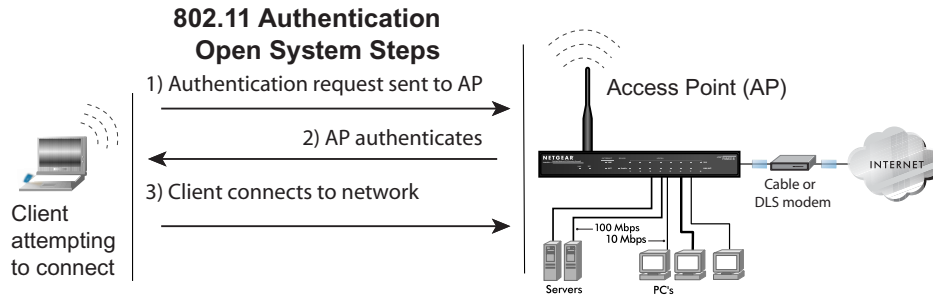 802.11 Authentication
Open System Steps
1) Authentication request sent to AP
2) AP authenticates
3) Client connects to network
Client
attempting
to connect
Access Point (AP)
NETGEAR
INTERNET
Cable or
DLS modem
100 Mbps
10 Mbps
Servers
PC's